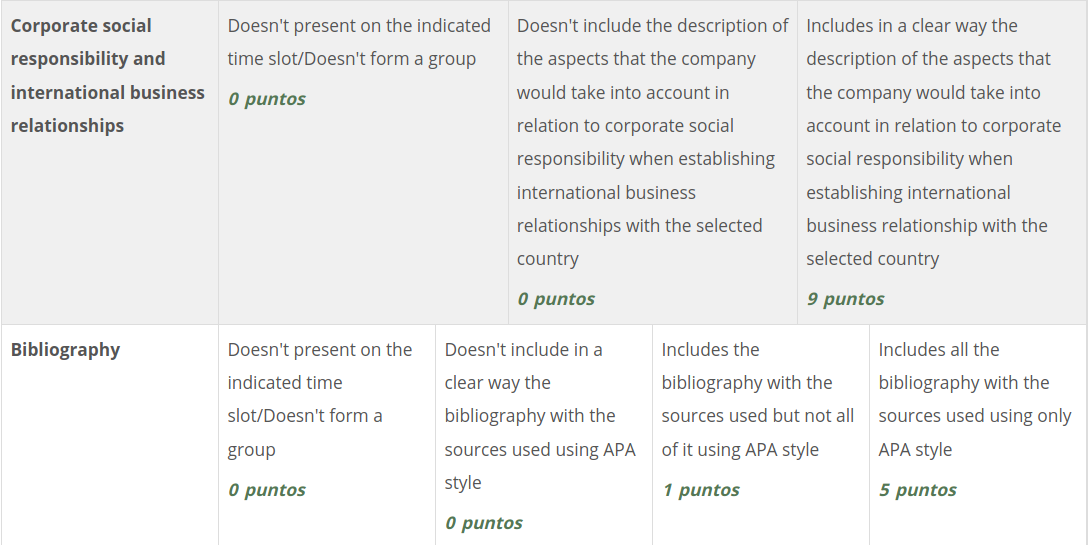 Corporate social
responsibility and
international business
relationships
Doesn't present on the indicated
time slot/Doesn't form a group
0 puntos
Doesn't include the description of
the aspects that the company
would take into account in
relation to corporate social
responsibility when establishing
international business
relationships with the selected
country
0 puntos
Includes in a clear way the
description of the aspects that
the company would take into
account in relation to corporate
social responsibility when
establishing international
business relationship with the
selected country
9 puntos
Bibliography
Doesn't present on the
indicated time
slot/Doesn't form a
group
0 puntos
Doesn't include in a
clear way the
bibliography with the
sources used using APA
style
0 puntos
Includes the
bibliography with the
sources used but not all
of it using APA style
1 puntos
Includes all the
bibliography with the
sources used using only
APA style
5 puntos